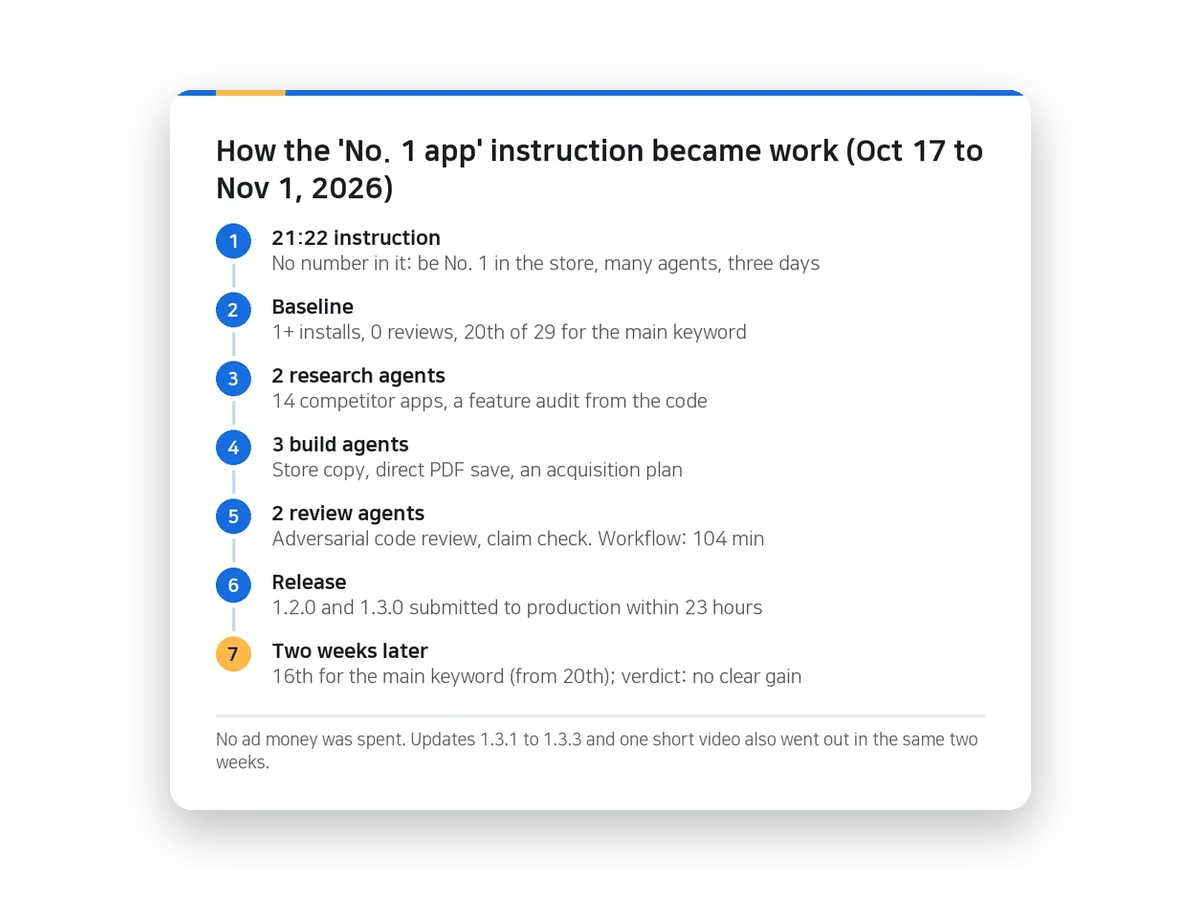 How the 'No. 1 app' instruction became work (Oct 17 to
Nov 1, 2026)
1
21:22 instruction
No number in it: be No. 1 in the store, many agents, three days
2
Baseline
1+ installs, 0 reviews, 20th of 29 for the main keyword
3
2 research agents
14 competitor apps, a feature audit from the code
4
3 build agents
Store copy, direct PDF save, an acquisition plan
5
2 review agents
Adversarial code review, claim check. Workflow: 104 min
6
Release
1.2.0 and 1.3.0 submitted to production within 23 hours
7
Two weeks later
16th for the main keyword (from 20th); verdict: no clear gain
No ad money was spent. Updates 1.3.1 to 1.3.3 and one short video also went out in the same two
weeks.